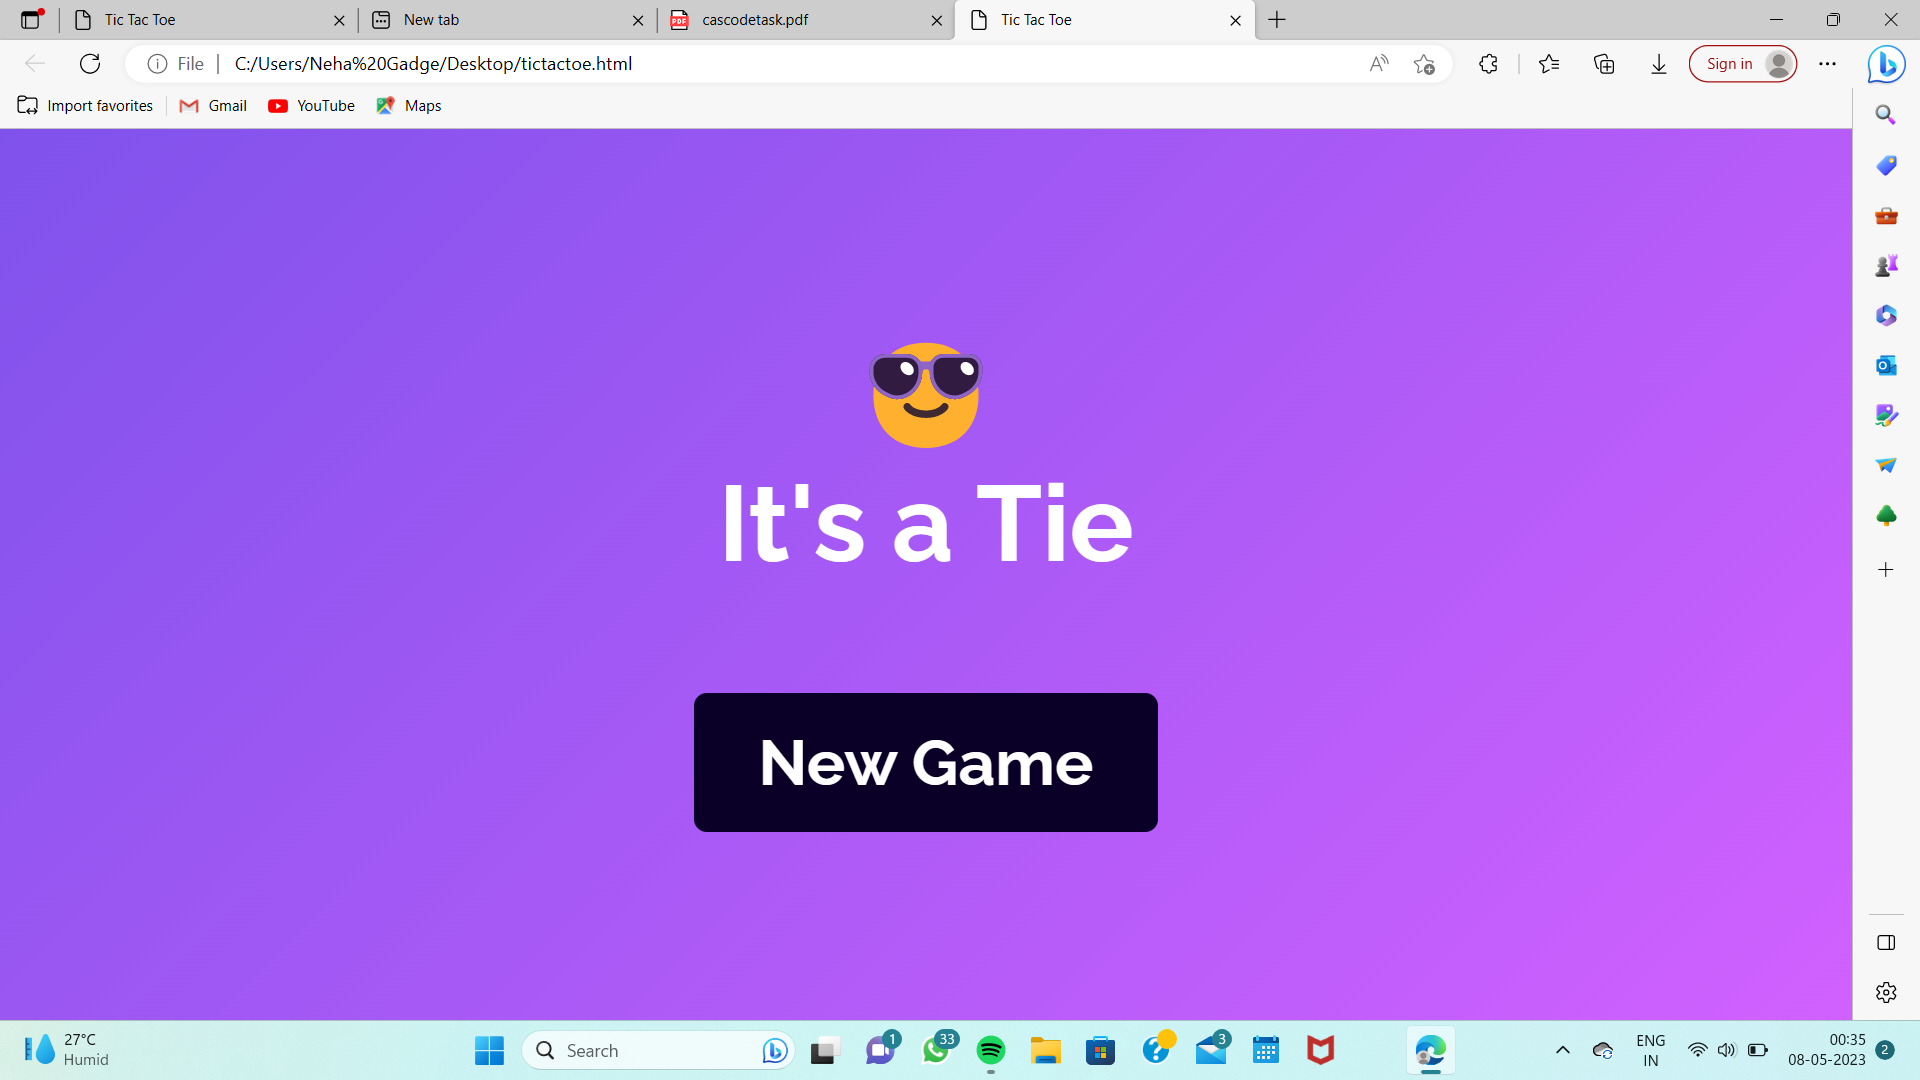 Tic Tac Toe
New tab
PDF
cascodetask.pdf
Tic Tac Toe
File
C:/Users/Neha%20Gadge/Desktop/tictactoe.html
Sign in
Import favorites
Gmail
YouTube
Maps
It's a Tie
New Game
27°C
Humid
Search
1
33
3
ENG
IN
00:35
08-05-2023
2